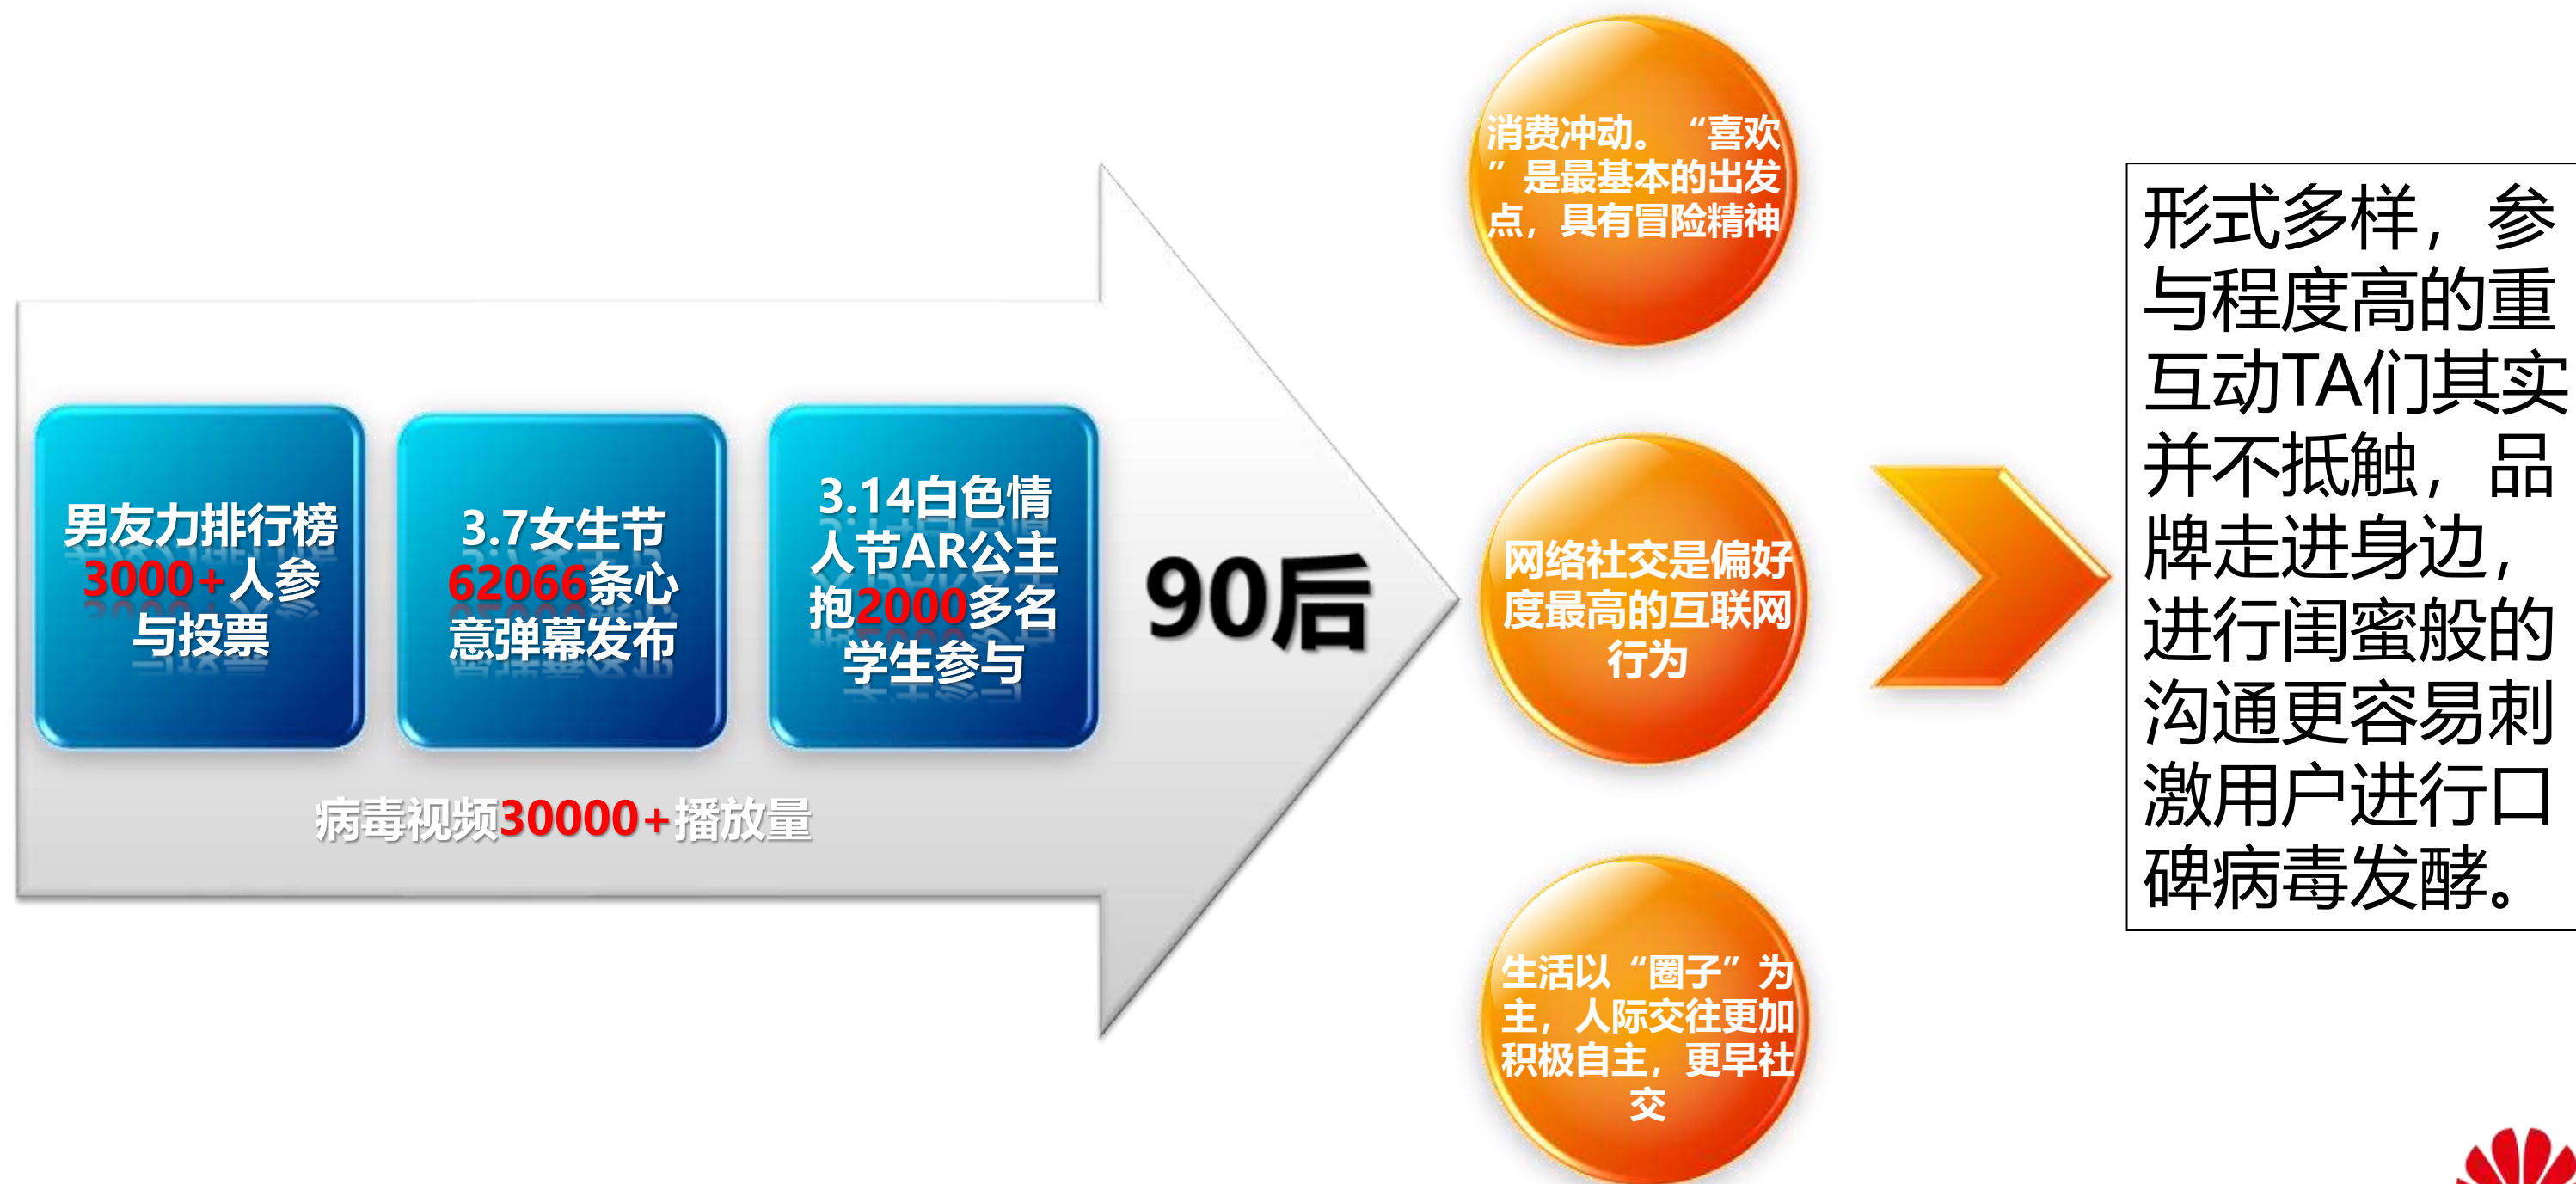 男友力排行榜
3000+人参
与投票
3.7女生节
62066条心
意弹幕发布
3.14白色情
人节AR公主
抱2000多名
学生参与
病毒视频30000+播放量
90后
消费冲动。“喜欢
”是最基本的出发
点，具有冒险精神
网络社交是偏好
度最高的互联网
行为
生活以“圈子”为
主，人际交往更加
积极自主，更早社
交
形式多样，参
与程度高的重
互动TA们其实
并不抵触，品
牌走进身边，
进行闺蜜般的
沟通更容易刺
激用户进行口
碑病毒发酵。